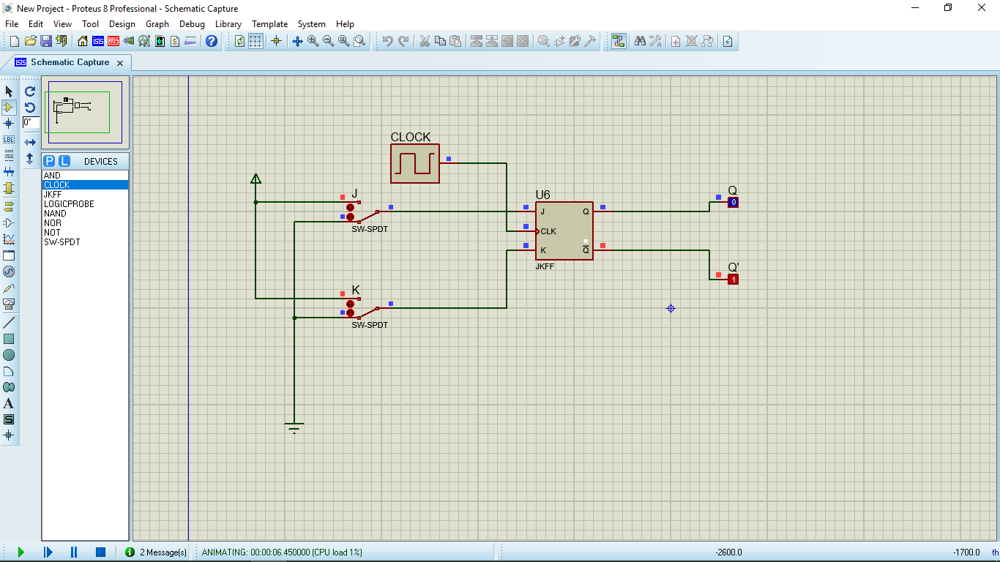 New Project - Proteus 8 Professional - Schematic Capture
File Edit View Tool Design Graph Debug Library Template System Help
Schematic Capture
0°
LBL
P L DEVICES
AND
CLOCK
JKFF
LOGICPROBE
NAND
NOR
NOT
SW-SPDT
A
S
CLOCK
J
SW-SPDT
K
SW-SPDT
U6
J Q
CLK
K Q
JKFF
Q
0
Q'
1
2 Message(s) ANIMATING: 00:00:06.450000 (CPU load 1%) -2600.0 -1700.0 th